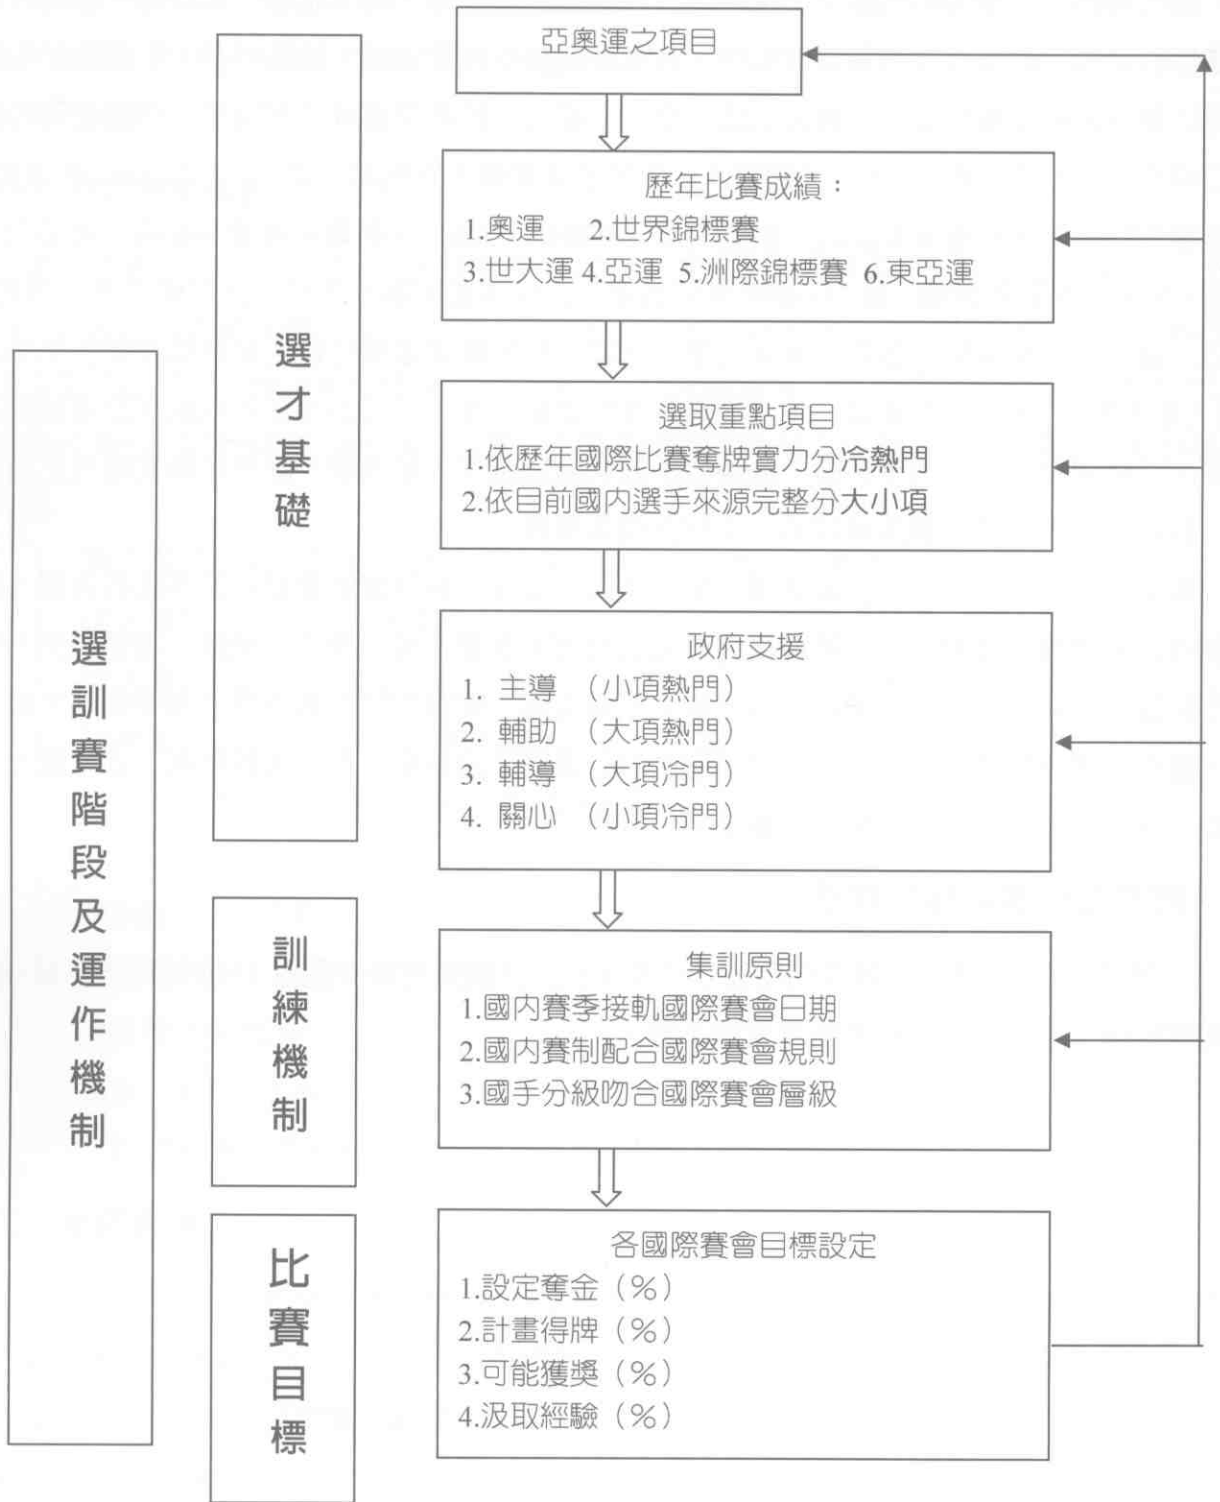 選訓賽階段及運作機制
選才基礎
訓練機制
比賽目標
亞奧運之項目
歷年比賽成績：
1.奧運 2.世界錦標賽
3.世大運 4.亞運 5.洲際錦標賽 6.東亞運
選取重點項目
1.依歷年國際比賽奪牌實力分冷熱門
2.依目前國內選手來源完整分大小項
政府支援
1. 主導 （小項熱門）
2. 輔助 （大項熱門）
3. 輔導 （大項冷門）
4. 關心 （小項冷門）
集訓原則
1.國內賽季接軌國際賽會日期
2.國內賽制配合國際賽會規則
3.國手分級吻合國際賽會層級
各國際賽會目標設定
1.設定奪金（%）
2.計畫得牌（%）
3.可能獲獎（%）
4.汲取經驗（%）